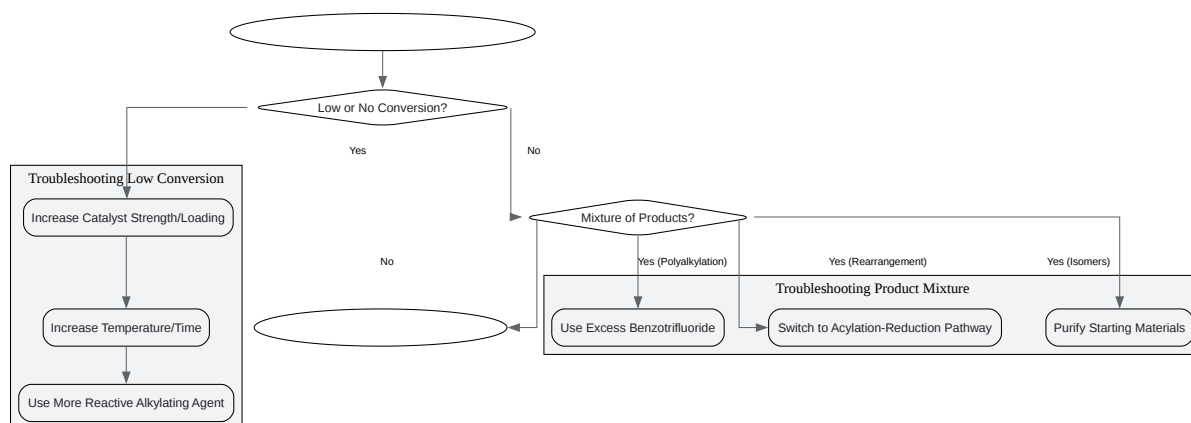 Low or No Conversion?
Yes
No
Troubleshooting Low Conversion
Increase Catalyst Strength/Loading
Mixture of Products?
No
Yes (Polyalkylation)
Yes (Rearrangement)
Yes (Isomers)
Troubleshooting Product Mixture
Increase Temperature/Time
Use Excess Benzotrifluoride
Switch to Acylation-Reduction Pathway
Purify Starting Materials
Use More Reactive Alkylating Agent